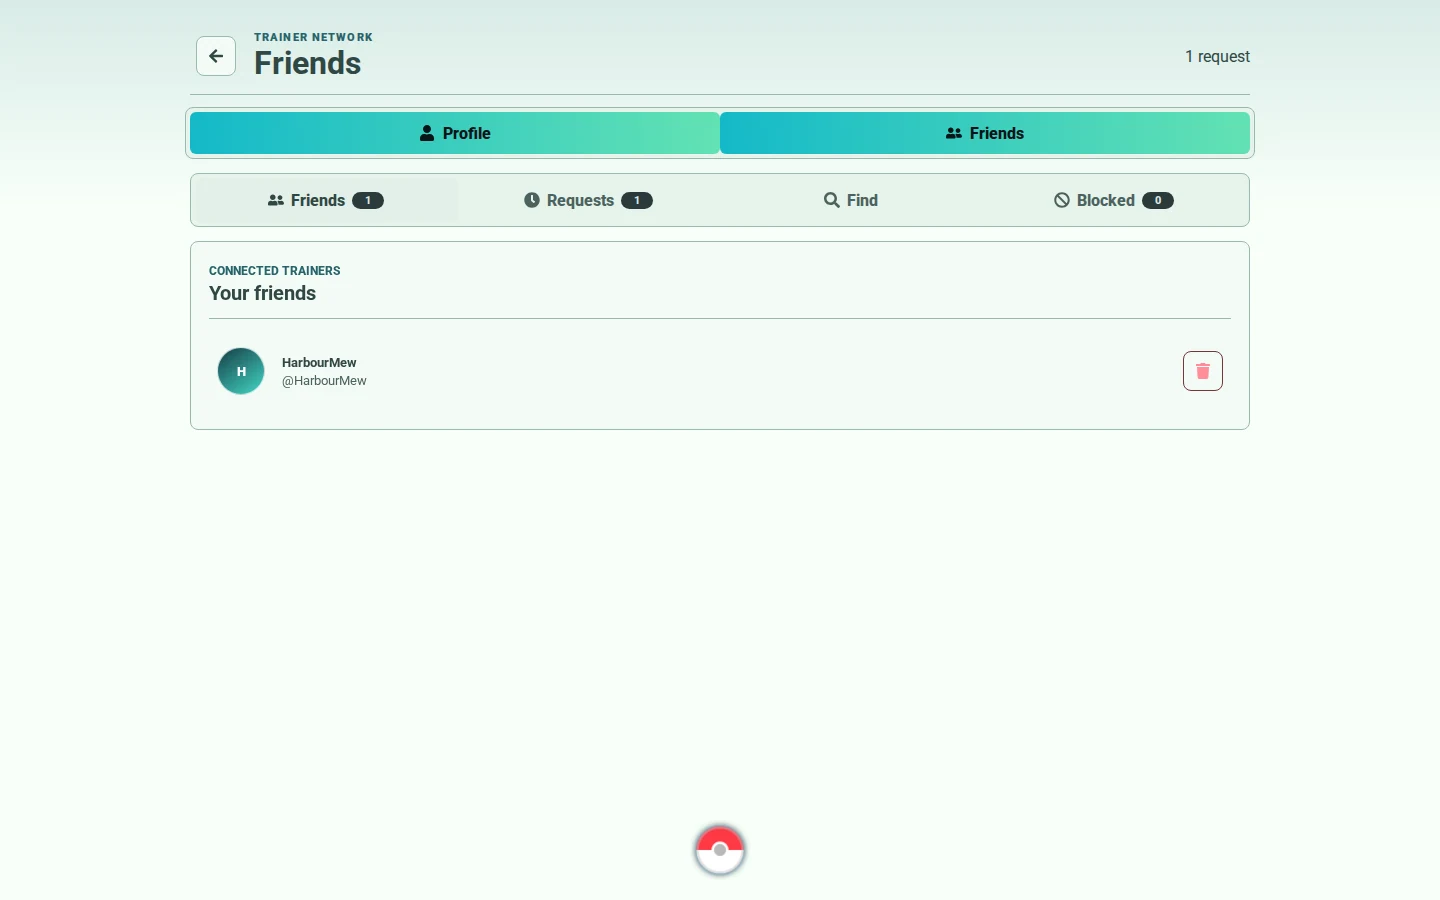 TRAINER NETWORK
Friends
1 request
Profile
Friends
Friends 1
Requests 1
Find
Blocked 0
CONNECTED TRAINERS
Your friends
H
HarbourMew
@HarbourMew